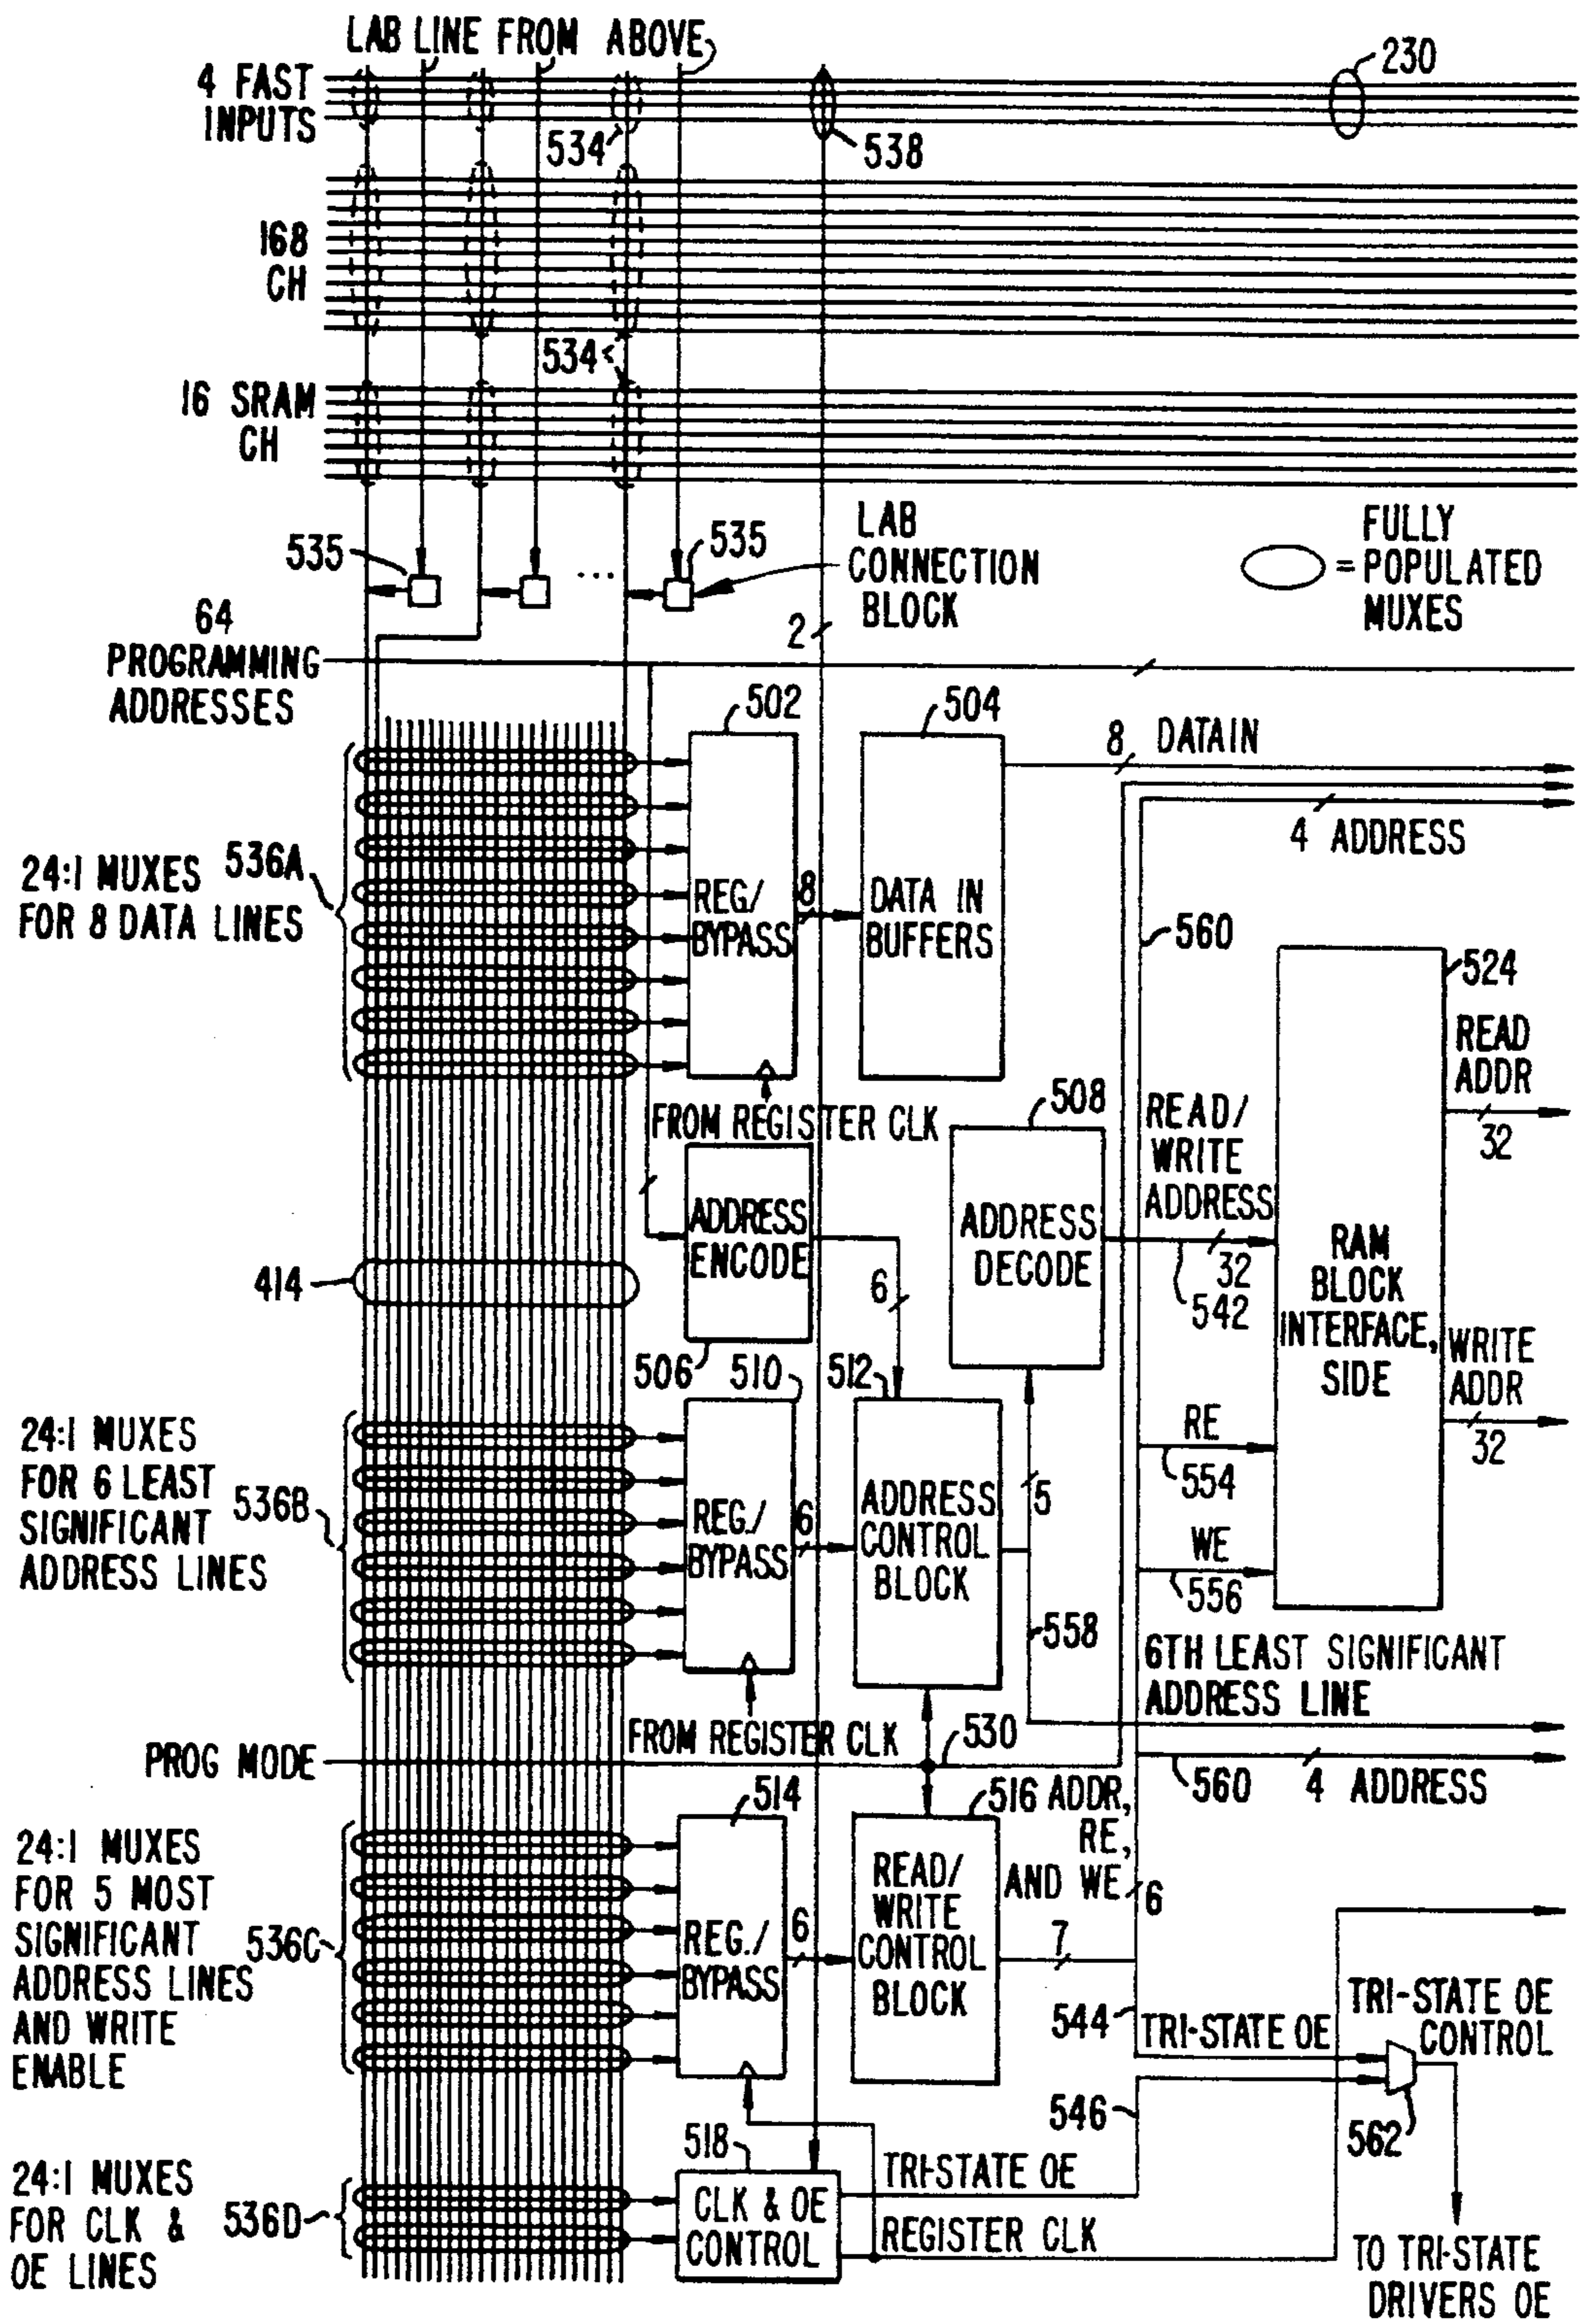 LAB LINE FROM ABOVE
4 FAST
INPUTS
230
534
538
168
CH
534
16 SRAM
CH
535
535
LAB
CONNECTION
BLOCK
FULLY
= POPULATED
MUXES
...
64
PROGRAMMING
ADDRESSES
2
502
504
8 DATAIN
4 ADDRESS
24:1 MUXES
FOR 8 DATA LINES
536A
REG/
BYPASS
8
DATA IN
BUFFERS
560
524
READ
ADDR
32
FROM REGISTER CLK
508
READ/
WRITE
ADDRESS
ADDRESS
ENCODE
ADDRESS
DECODE
32
542
RAM
BLOCK
INTERFACE,
SIDE
414
6
506
510
512
WRITE
ADDR
32
24:1 MUXES
FOR 6 LEAST
SIGNIFICANT
ADDRESS LINES
536B
REG./
BYPASS
6
ADDRESS
CONTROL
BLOCK
5
RE
554
WE
556
558
6TH LEAST SIGNIFICANT
ADDRESS LINE
FROM REGISTER CLK
530
PROG MODE
560
4 ADDRESS
514
516
ADDR,
RE,
AND WE
6
24:1 MUXES
FOR 5 MOST
SIGNIFICANT
ADDRESS LINES
AND WRITE
ENABLE
536C
REG./
BYPASS
6
READ/
WRITE
CONTROL
BLOCK
7
544
TRI-STATE OE
TRI-STATE OE
CONTROL
546
562
518
24:1 MUXES
FOR CLK &
OE LINES
536D
CLK & OE
CONTROL
TRI-STATE OE
REGISTER CLK
TO TRI-STATE
DRIVERS OE